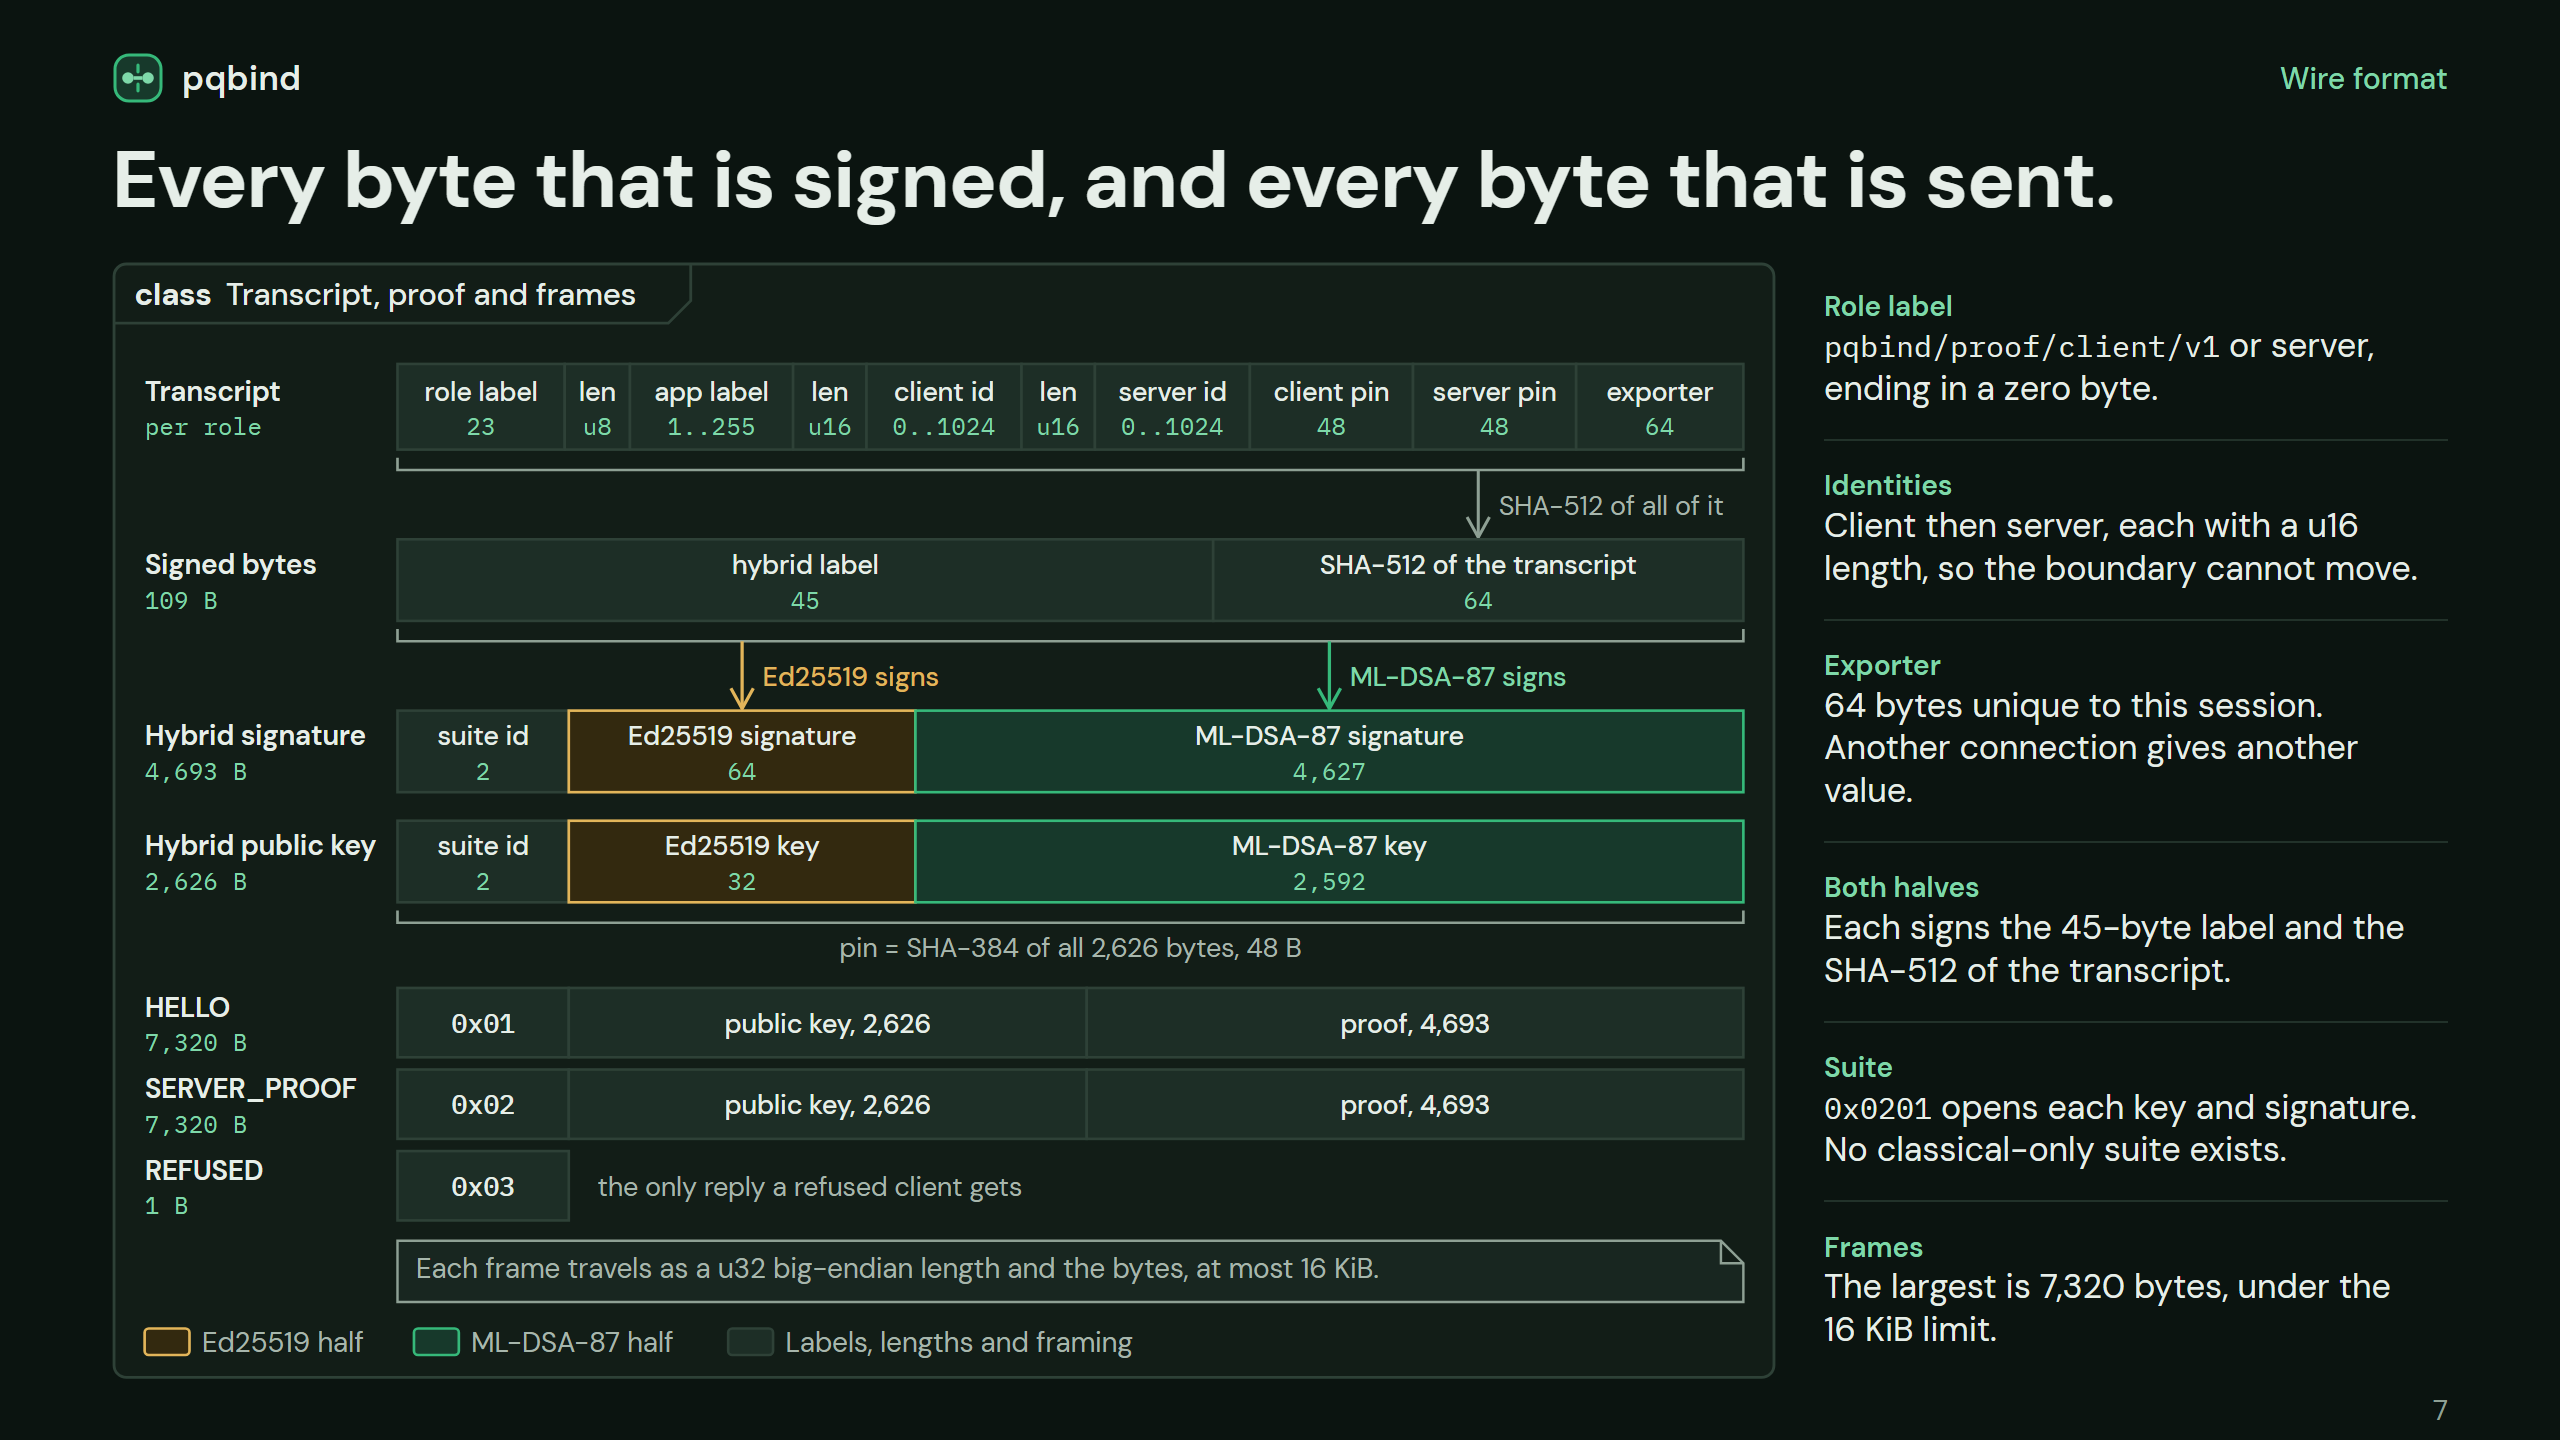 pqbind
Wire format
Every byte that is signed, and every byte that is sent.
class Transcript, proof and frames
Transcript
per role
role label
23
len
u8
app label
1..255
len
u16
client id
0..1024
len
u16
server id
0..1024
client pin
48
server pin
48
exporter
64
SHA-512 of all of it
Signed bytes
109 B
hybrid label
45
SHA-512 of the transcript
64
Ed25519 signs
ML-DSA-87 signs
Hybrid signature
4,693 B
suite id
2
Ed25519 signature
64
ML-DSA-87 signature
4,627
Hybrid public key
2,626 B
suite id
2
Ed25519 key
32
ML-DSA-87 key
2,592
pin = SHA-384 of all 2,626 bytes, 48 B
HELLO
7,320 B
0x01
public key, 2,626
proof, 4,693
SERVER_PROOF
7,320 B
0x02
public key, 2,626
proof, 4,693
REFUSED
1 B
0x03
the only reply a refused client gets
Each frame travels as a u32 big-endian length and the bytes, at most 16 KiB.
Ed25519 half
ML-DSA-87 half
Labels, lengths and framing
Role label
pqbind/proof/client/v1 or server,
ending in a zero byte.
Identities
Client then server, each with a u16
length, so the boundary cannot move.
Exporter
64 bytes unique to this session.
Another connection gives another
value.
Both halves
Each signs the 45-byte label and the
SHA-512 of the transcript.
Suite
0x0201 opens each key and signature.
No classical-only suite exists.
Frames
The largest is 7,320 bytes, under the
16 KiB limit.
7